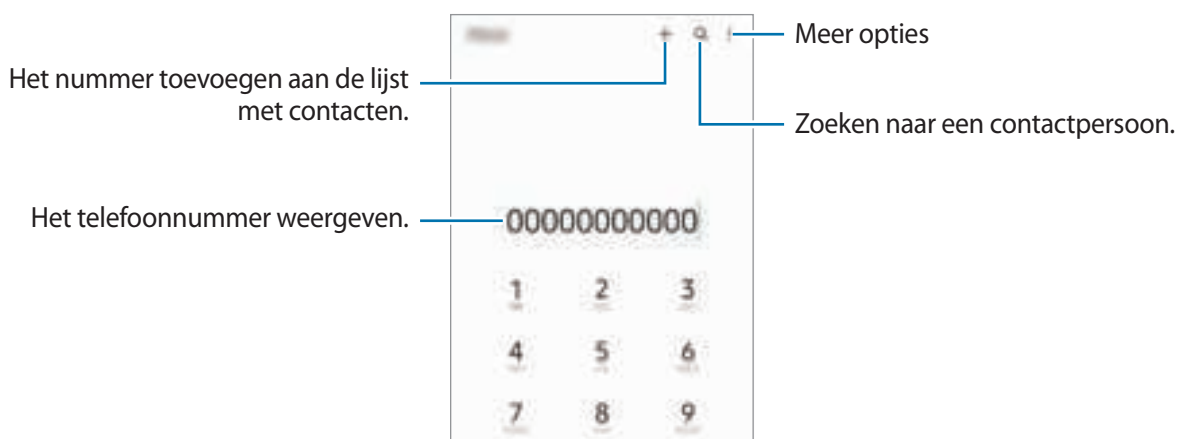 Meer opties
Het nummer toevoegen aan de lijst
met contacten.
Zoeken naar een contactpersoon.
Het telefoonnummer weergeven.
00000000000
1 2 3
4 5 6
7 8 9